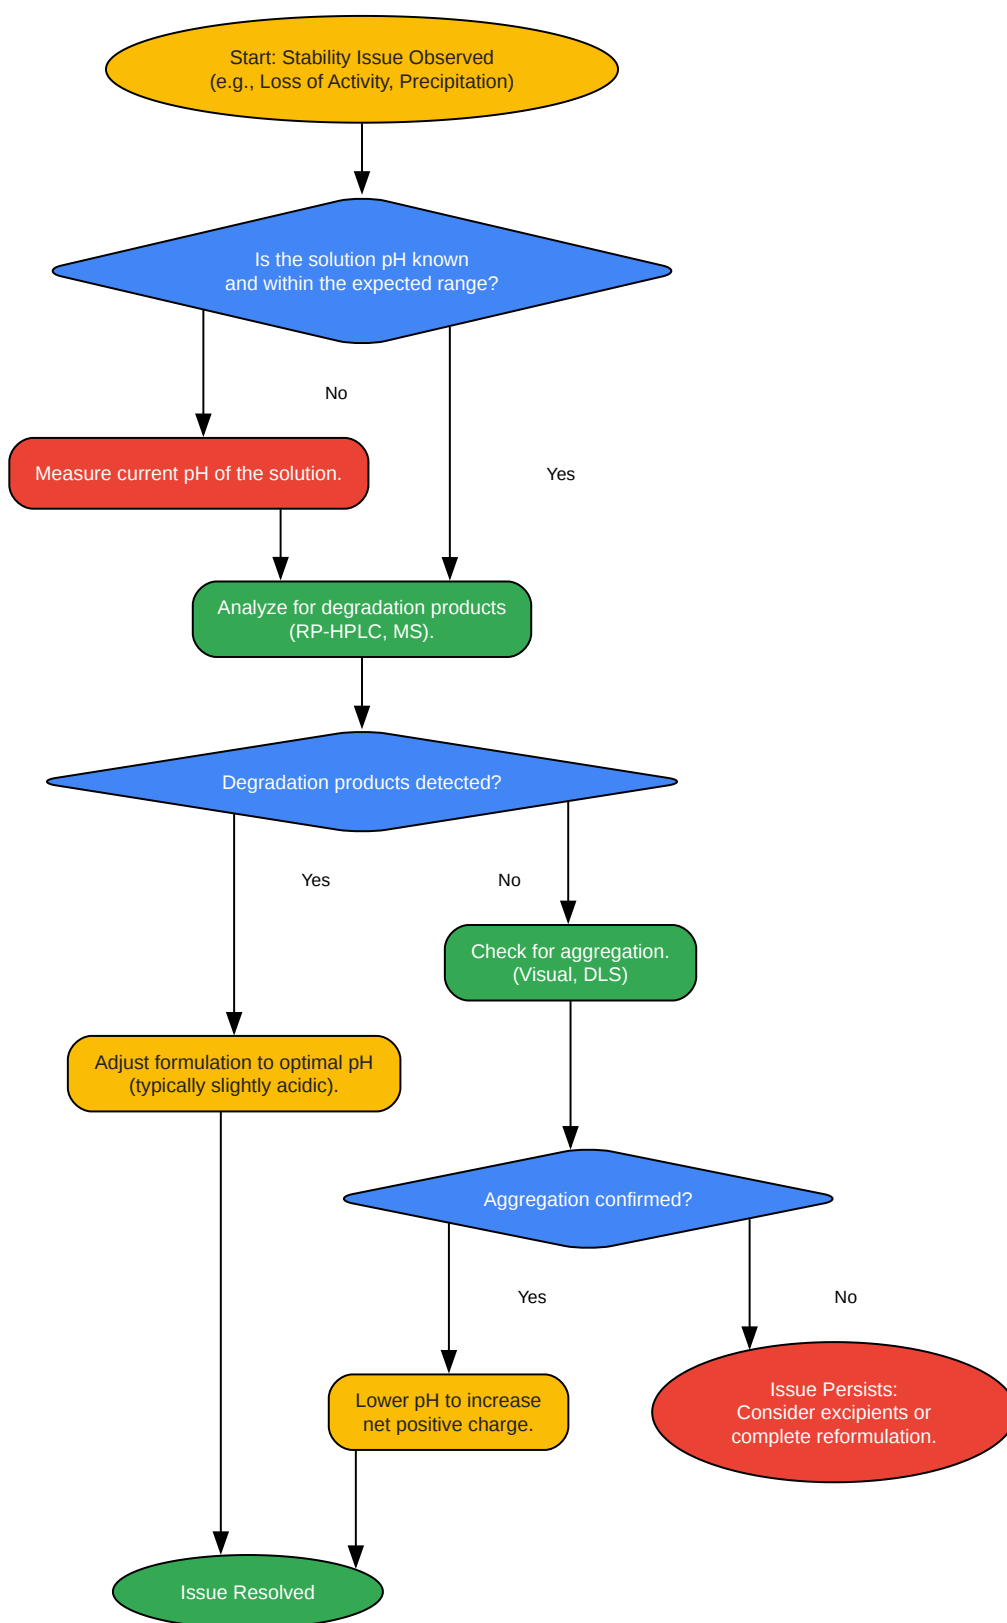 Start: Stability Issue Observed
(e.g., Loss of Activity, Precipitation)
Is the solution pH known
and within the expected range?
No
Measure current pH of the solution.
Yes
Analyze for degradation products
(RP-HPLC, MS).
Degradation products detected?
Yes
No
Check for aggregation.
(Visual, DLS)
Adjust formulation to optimal pH
(typically slightly acidic).
Aggregation confirmed?
Yes
No
Lower pH to increase
net positive charge.
Issue Persists:
Consider excipients or
complete reformulation.
Issue Resolved